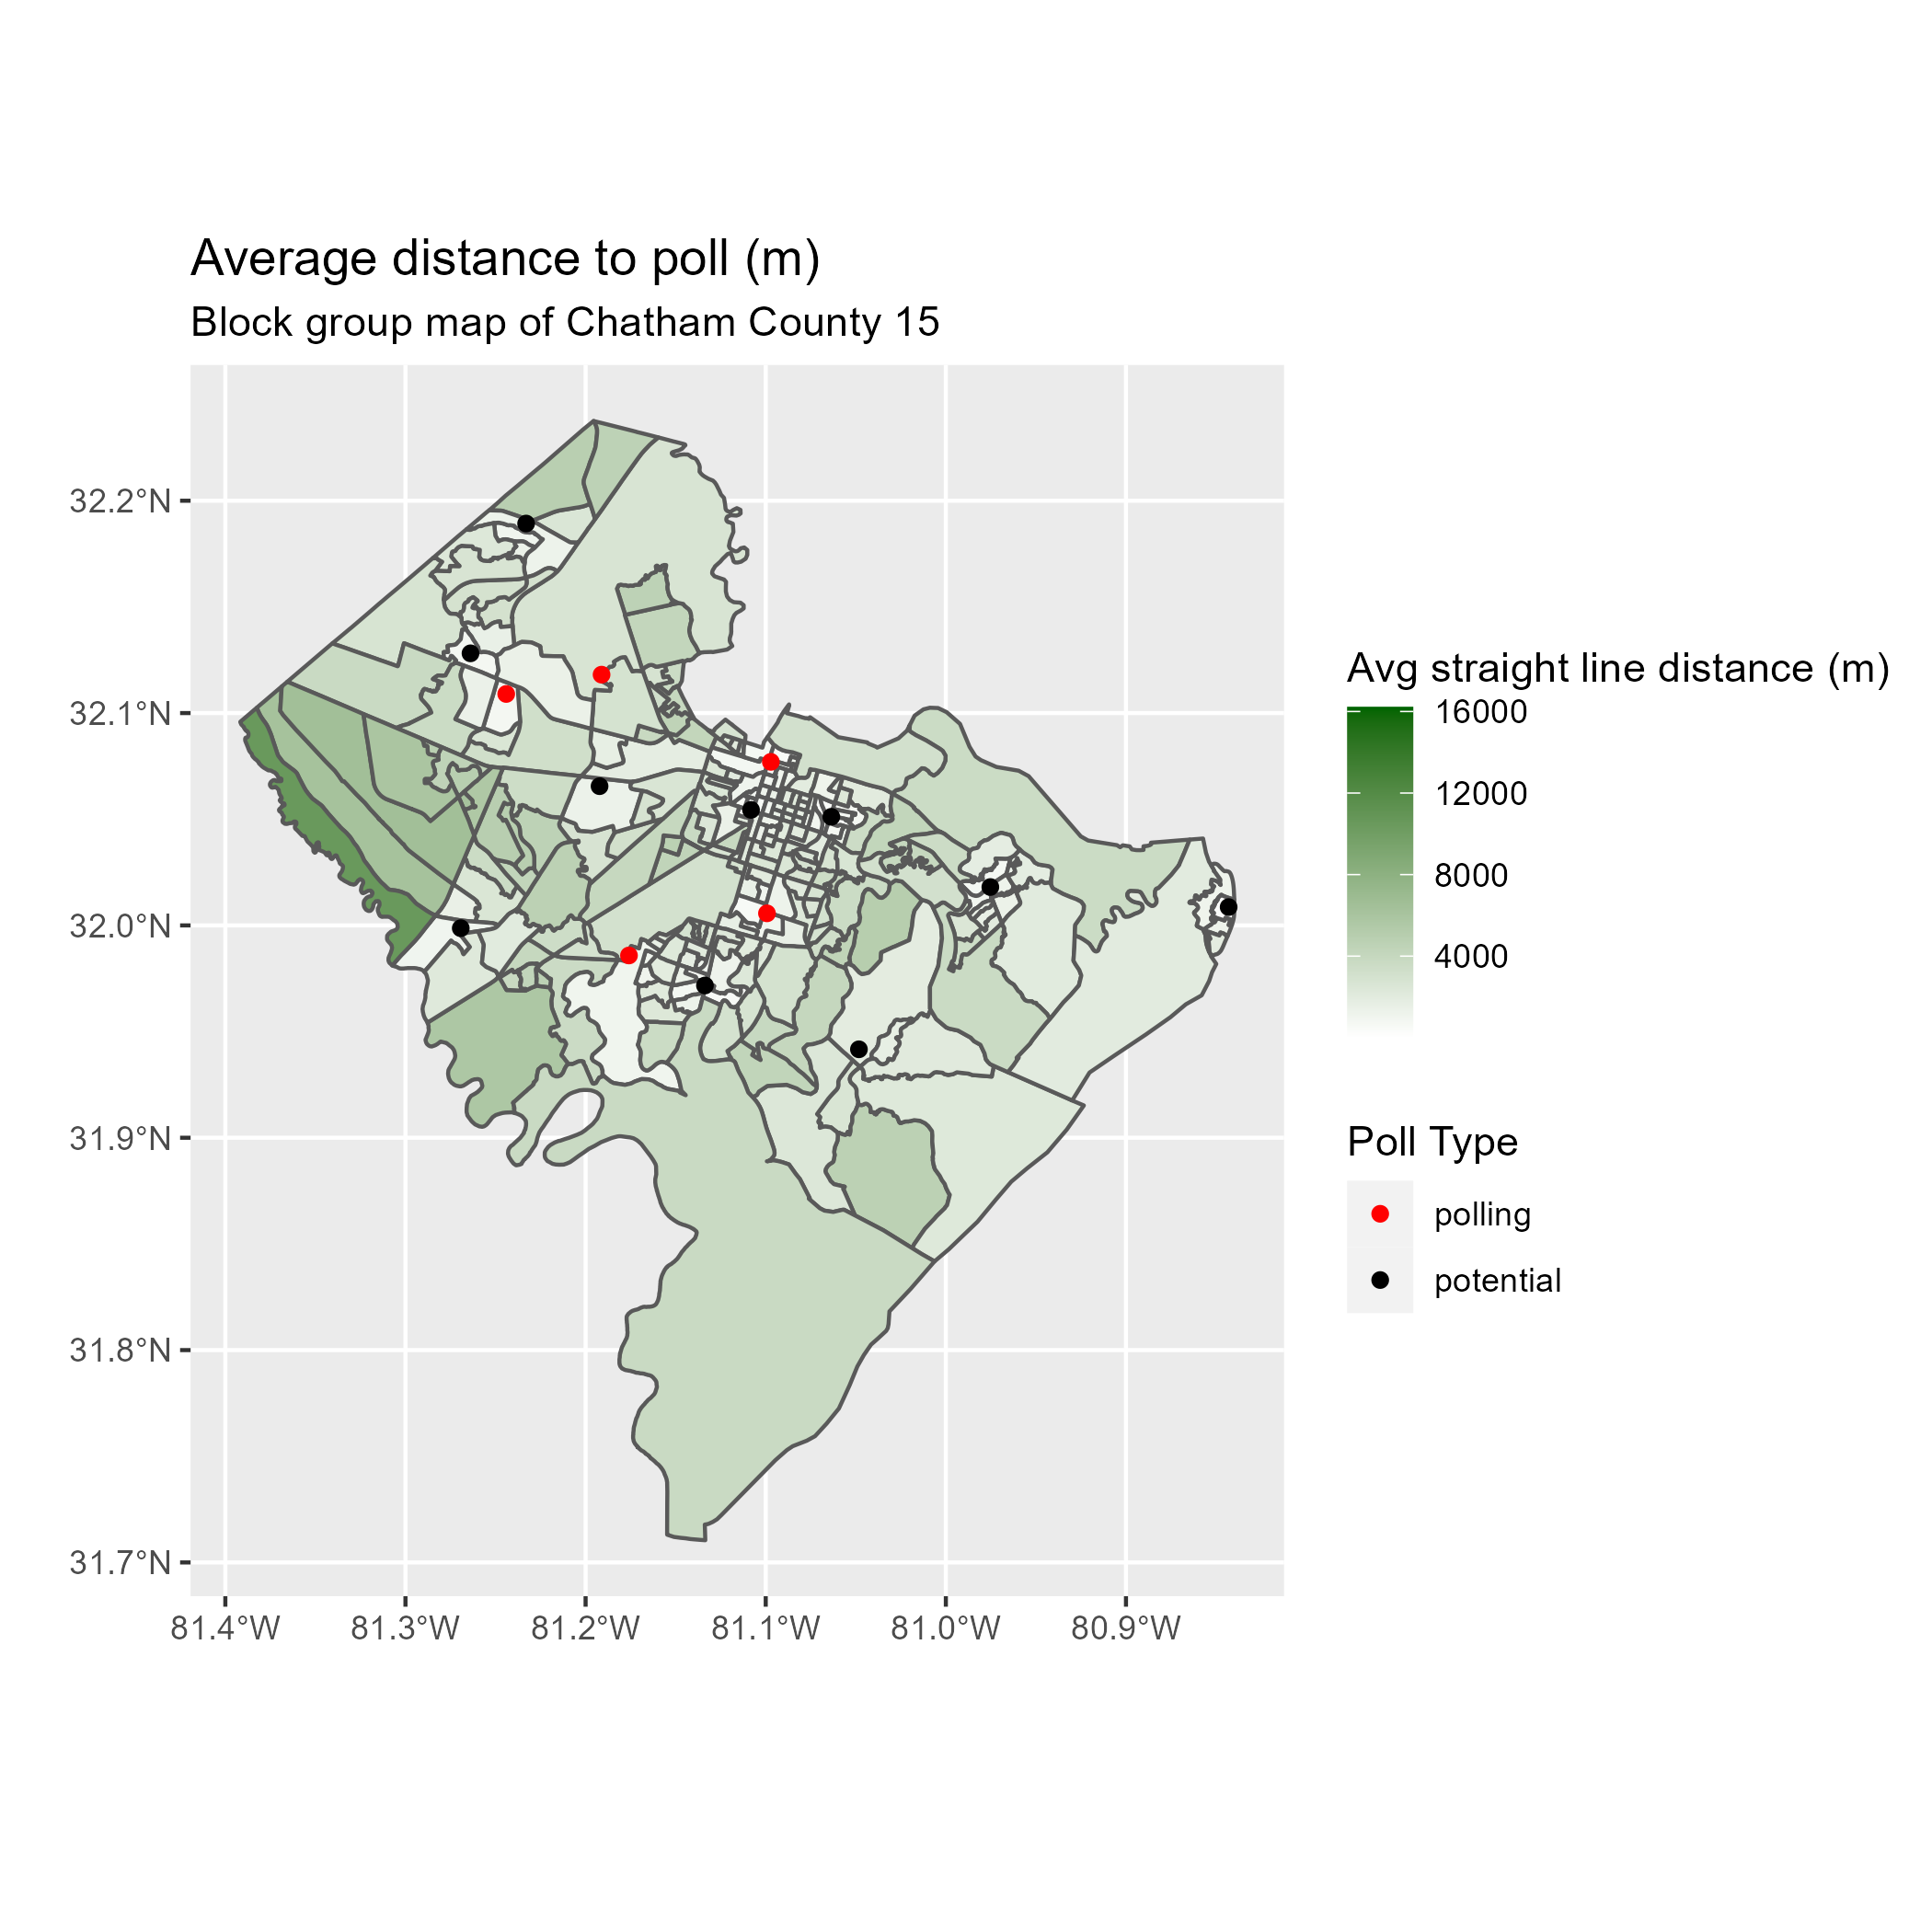 Average distance to poll (m)
Block group map of Chatham County 15
32.2°N
32.1°N
32.0°N
31.9°N
31.8°N
31.7°N
81.4°W
81.3°W
81.2°W
81.1°W
81.0°W
80.9°W
Avg straight line distance (m)
16000
12000
8000
4000
Poll Type
polling
potential